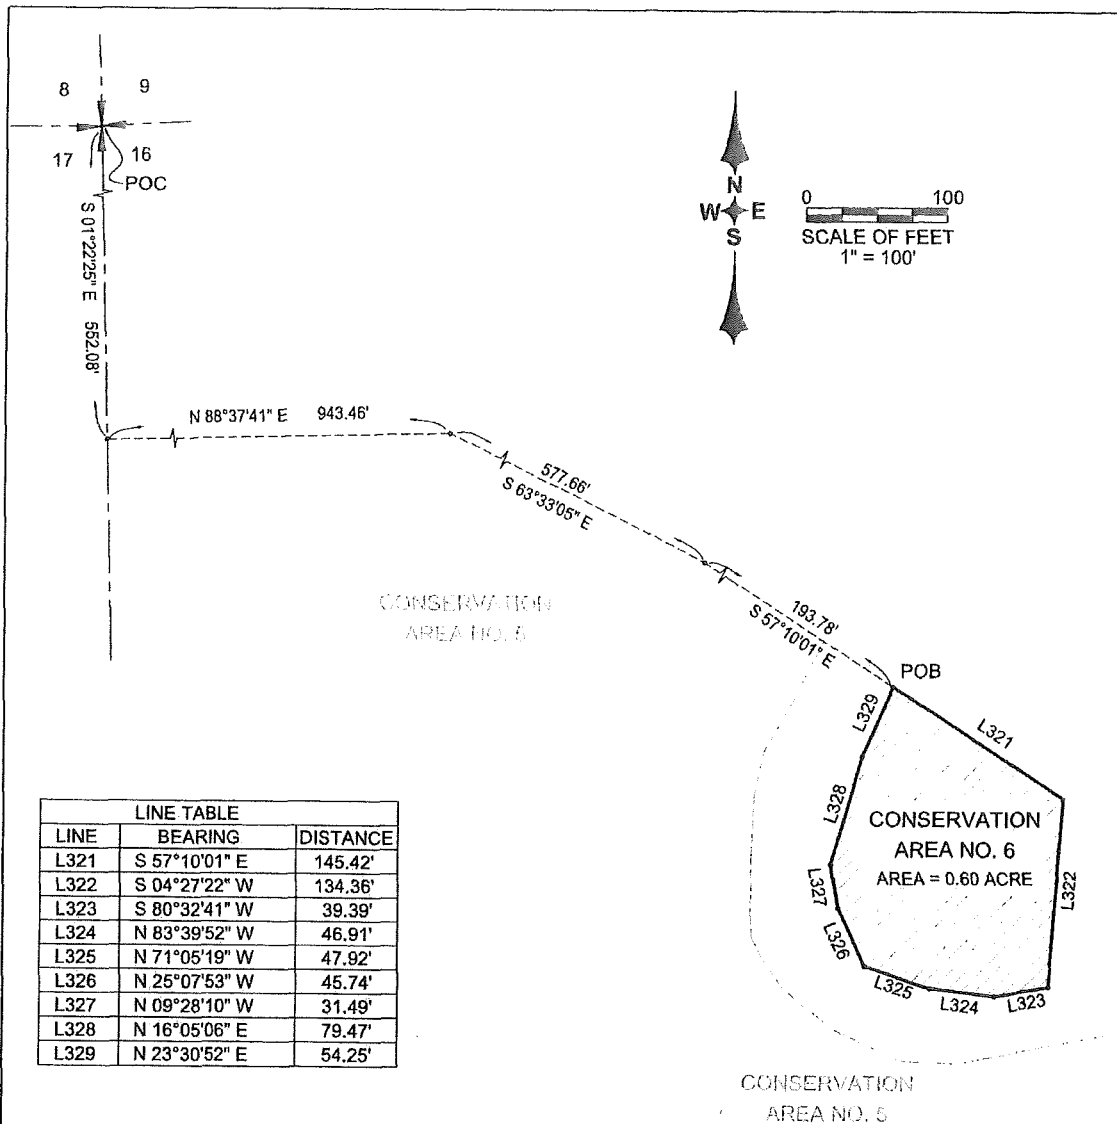 8 9
17 16
POC
S 01°22'25" E 552.08'
N
W E
S
0 100
SCALE OF FEET
1" = 100'
N 88°37'41" E 943.46'
577.66'
S 63°33'05" E
193.78'
S 57°10'01" E
CONSERVATION
AREA NO. 5
POB
L329
L321
L328
CONSERVATION
AREA NO. 6
AREA = 0.60 ACRE
L322
L327
L326
L325
L324
L323
LINE TABLE
LINE BEARING DISTANCE
L321 S 57°10'01" E 145.42'
L322 S 04°27'22" W 134.36'
L323 S 80°32'41" W 39.39'
L324 N 83°39'52" W 46.91'
L325 N 71°05'19" W 47.92'
L326 N 25°07'53" W 45.74'
L327 N 09°28'10" W 31.49'
L328 N 16°05'06" E 79.47'
L329 N 23°30'52" E 54.25'
CONSERVATION
AREA NO. 5